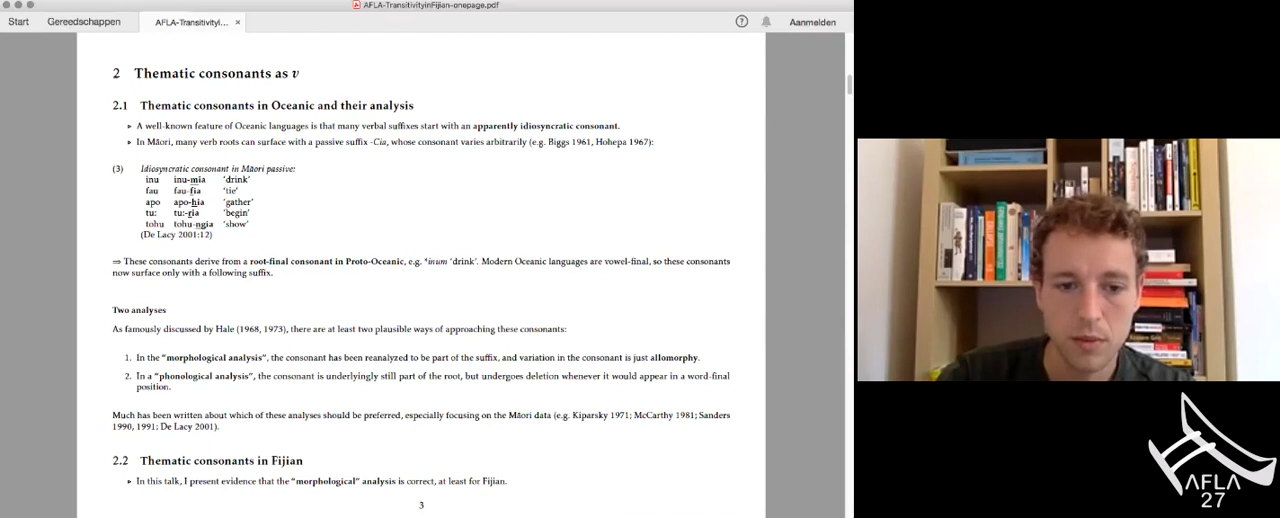 AFLA-TransitivityinFijian-onepage.pdf
Start Gereedschappen AFLA-TransitivityI... × ? Aanmelden
2 Thematic consonants as v
2.1 Thematic consonants in Oceanic and their analysis
▸ A well-known feature of Oceanic languages is that many verbal suffixes start with an apparently idiosyncratic consonant.
▸ In Māori, many verb roots can surface with a passive suffix -Cia, whose consonant varies arbitrarily (e.g. Biggs 1961, Hohepa 1967):
(3) Idiosyncratic consonant in Māori passive:
inu inu-mia 'drink'
fau fau-fia 'tie'
apo apo-hia 'gather'
tu: tu:-ria 'begin'
tohu tohu-ngia 'show'
(De Lacy 2001:12)
⇒ These consonants derive from a root-final consonant in Proto-Oceanic, e.g. *inum 'drink'. Modern Oceanic languages are vowel-final, so these consonants
now surface only with a following suffix.
Two analyses
As famously discussed by Hale (1968, 1973), there are at least two plausible ways of approaching these consonants:
1. In the "morphological analysis", the consonant has been reanalyzed to be part of the suffix, and variation in the consonant is just allomorphy.
2. In a "phonological analysis", the consonant is underlyingly still part of the root, but undergoes deletion whenever it would appear in a word-final
position.
Much has been written about which of these analyses should be preferred, especially focusing on the Māori data (e.g. Kiparsky 1971; McCarthy 1981; Sanders
1990, 1991; De Lacy 2001).
2.2 Thematic consonants in Fijian
▸ In this talk, I present evidence that the "morphological" analysis is correct, at least for Fijian.
3
AFLA
27